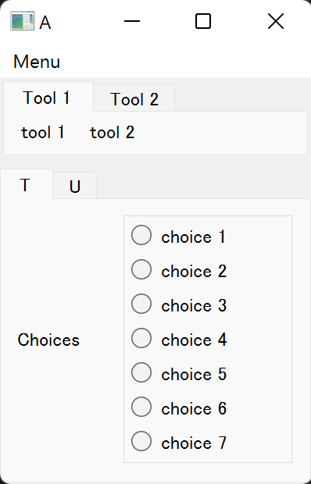 A
Menu
Tool 1 Tool 2
tool 1 tool 2
T U
choice 1
choice 2
choice 3
Choices choice 4
choice 5
choice 6
choice 7